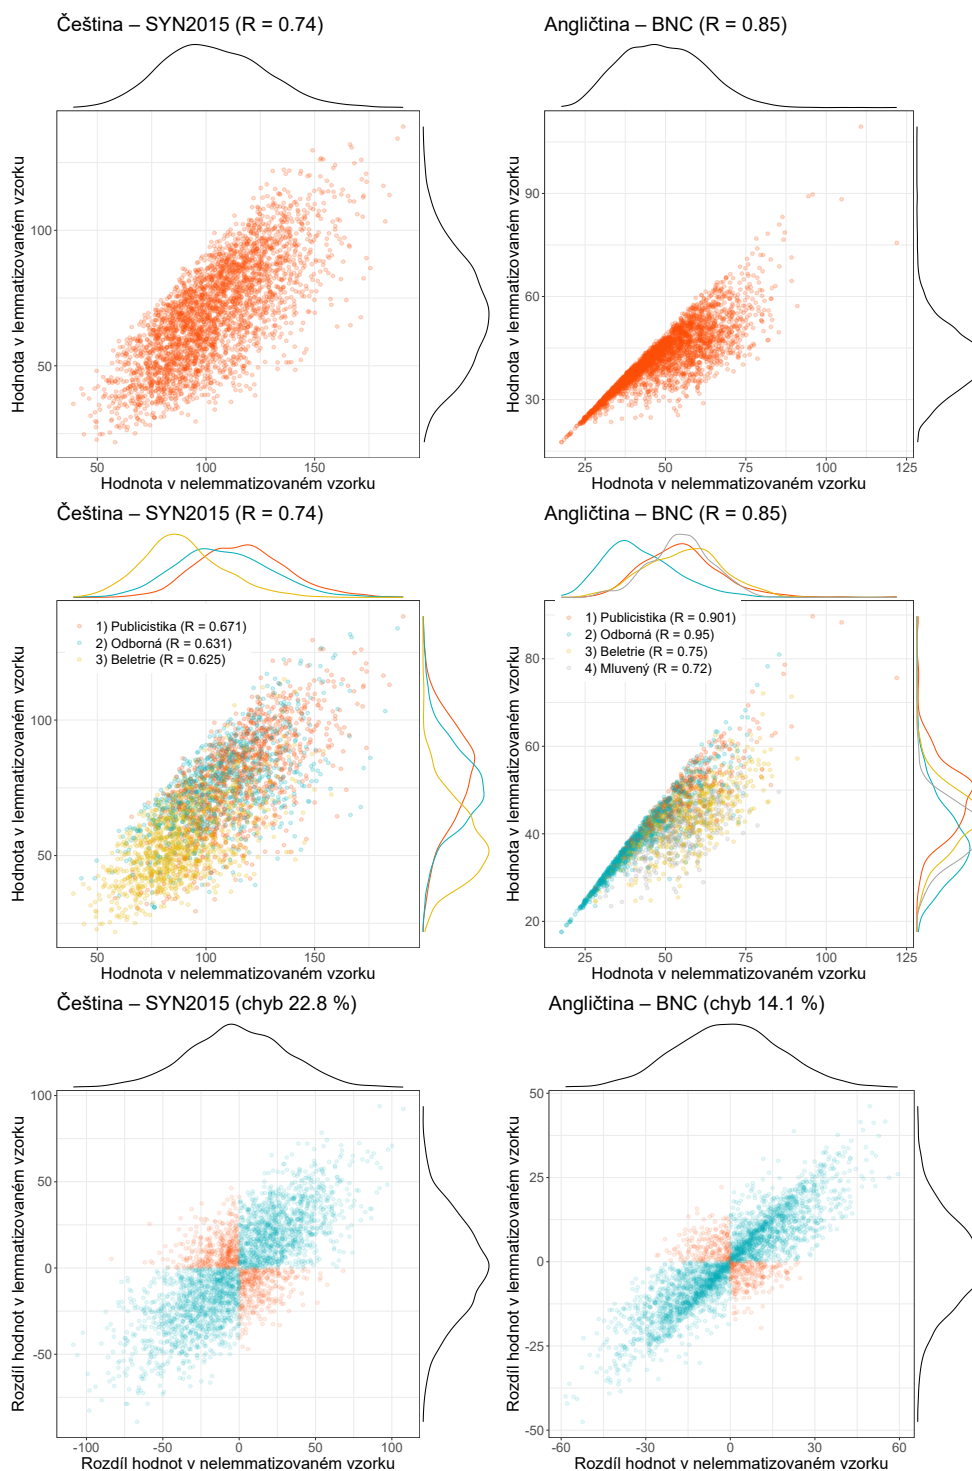 Čeština – SYN2015 (R = 0.74)
Hodnota v lemmatizovaném vzorku
100
50
50
100
150
Hodnota v nelemmatizovaném vzorku
Angličtina – BNC (R = 0.85)
Hodnota v lemmatizovaném vzorku
90
60
30
25
50
75
100
125
Hodnota v nelemmatizovaném vzorku
Čeština – SYN2015 (R = 0.74)
1) Publicistika (R = 0.671)
2) Odborná (R = 0.631)
3) Beletrie (R = 0.625)
Hodnota v lemmatizovaném vzorku
100
50
50
100
150
Hodnota v nelemmatizovaném vzorku
Angličtina – BNC (R = 0.85)
1) Publicistika (R = 0.901)
2) Odborná (R = 0.95)
3) Beletrie (R = 0.75)
4) Mluvený (R = 0.72)
Hodnota v lemmatizovaném vzorku
80
60
40
20
25
50
75
100
125
Hodnota v nelemmatizovaném vzorku
Čeština – SYN2015 (chyb 22.8 %)
Rozdíl hodnot v lemmatizovaném vzorku
100
50
0
-50
-100
-50
0
50
100
Rozdíl hodnot v nelemmatizovaném vzorku
Angličtina – BNC (chyb 14.1 %)
Rozdíl hodnot v lemmatizovaném vzorku
50
25
0
-25
-50
-60
-30
0
30
60
Rozdíl hodnot v nelemmatizovaném vzorku